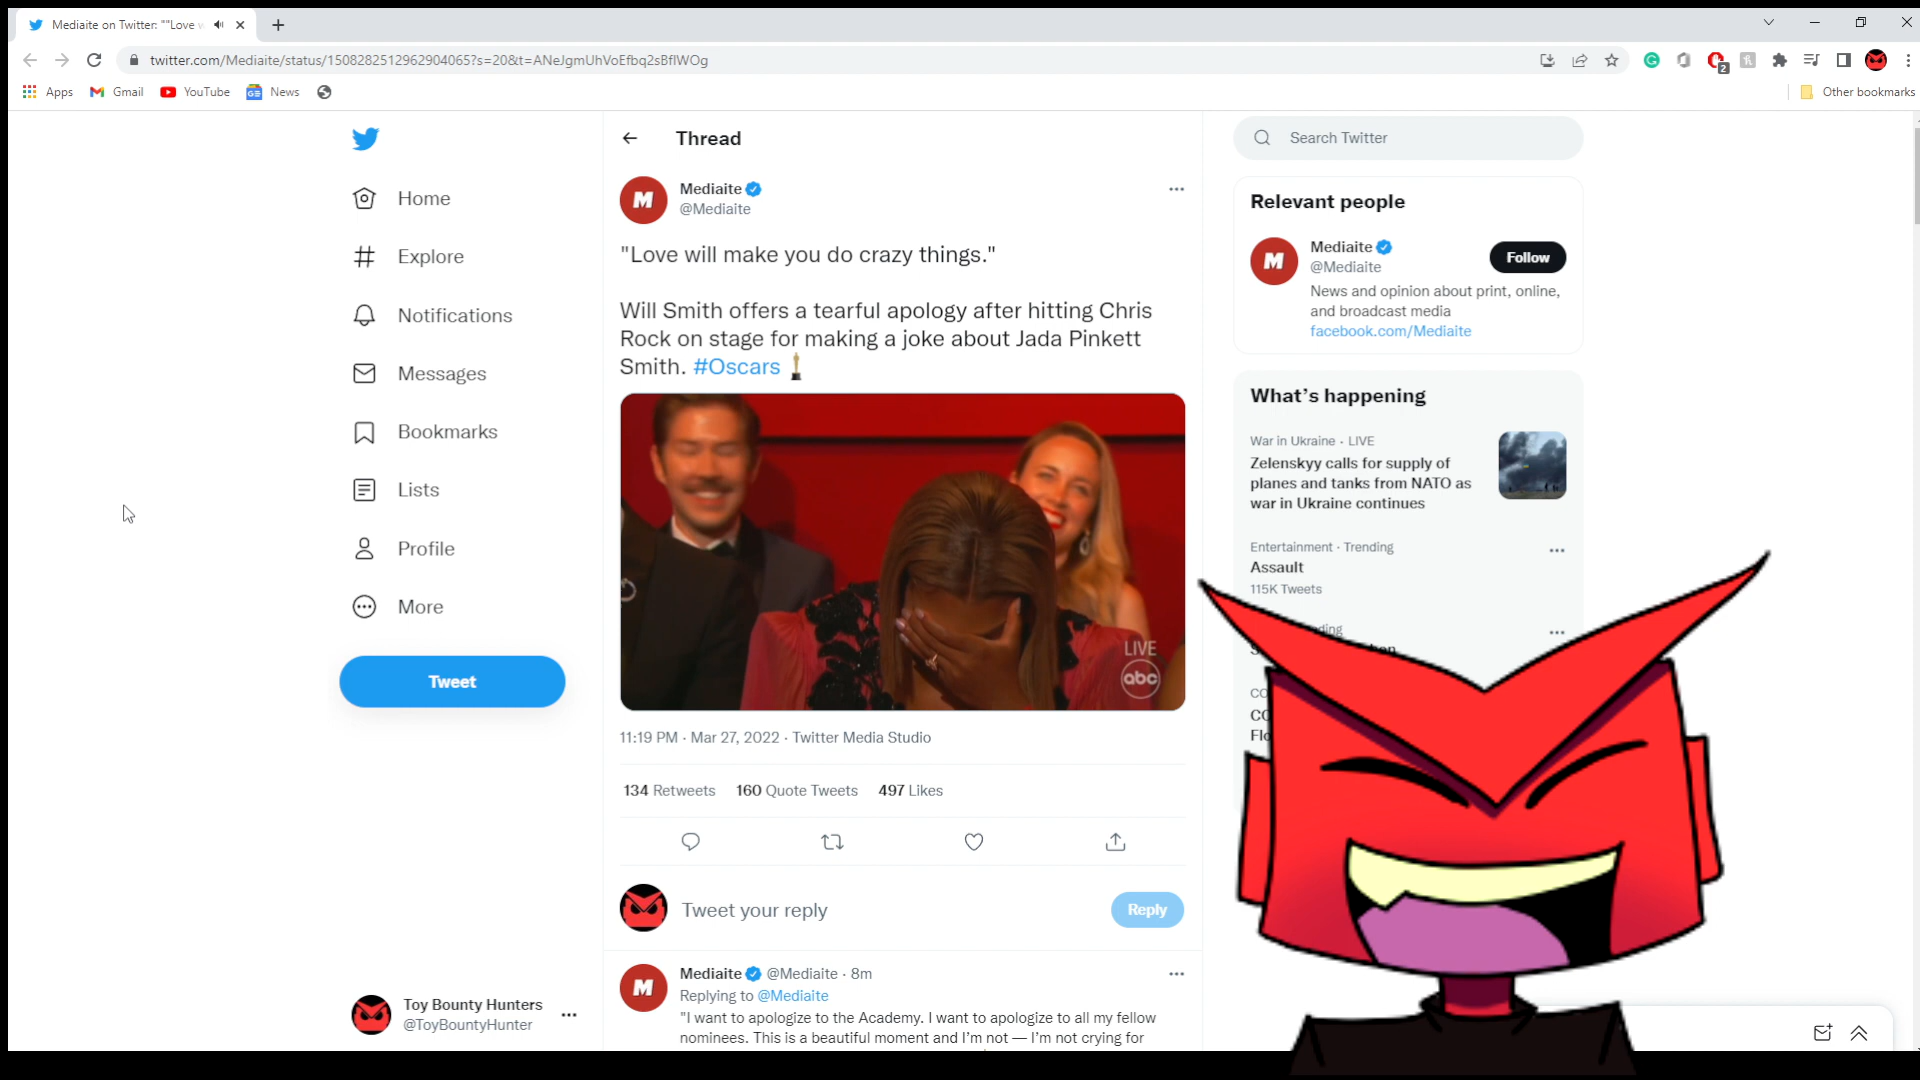 Mediaite on Twitter: ""Love w
twitter.com/Mediaite/status/1508282512962904065?s=20&t=ANeJgmUhVoEfbq2sBfIWOg
2
Apps
Gmail
YouTube
News
Other bookmarks
Home
Explore
Notifications
Messages
Bookmarks
Lists
Profile
More
Tweet
Toy Bounty Hunters
@ToyBountyHunter
Thread
M
Mediaite
@Mediaite
"Love will make you do crazy things."
Will Smith offers a tearful apology after hitting Chris
Rock on stage for making a joke about Jada Pinkett
Smith. #Oscars
LIVE
abc
11:19 PM · Mar 27, 2022 · Twitter Media Studio
134 Retweets 160 Quote Tweets 497 Likes
Tweet your reply
Reply
M
Mediaite @Mediaite · 8m
Replying to @Mediaite
"I want to apologize to the Academy. I want to apologize to all my fellow
nominees. This is a beautiful moment and I'm not — I'm not crying for
Search Twitter
Relevant people
M
Mediaite
@Mediaite
Follow
News and opinion about print, online,
and broadcast media
facebook.com/Mediaite
What's happening
War in Ukraine · LIVE
Zelenskyy calls for supply of
planes and tanks from NATO as
war in Ukraine continues
Entertainment · Trending
Assault
115K Tweets